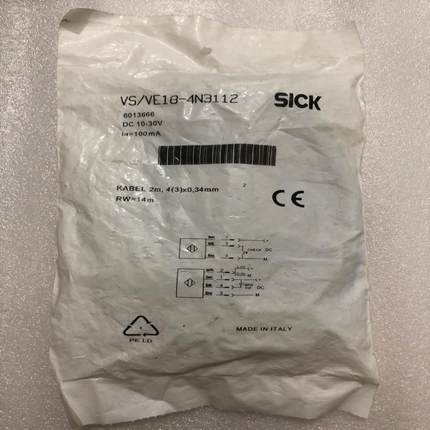 VS/VE18-4N3112
SICK
6013666
DC 10-30V
Ia=100mA
KABEL 2m, 4(3)x0,34mm 2
RW=14m
CE
MADE IN ITALY
PE LD